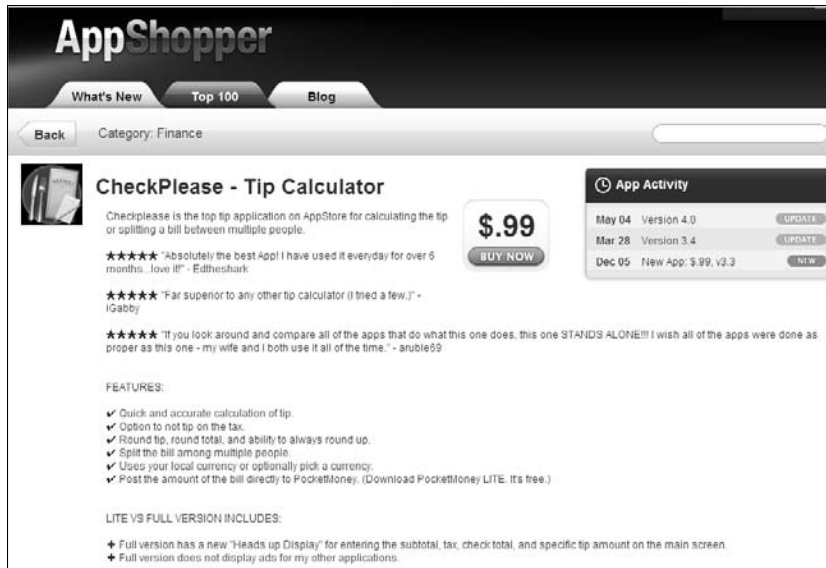 AppShopper
What's New
Top 100
Blog
Back
Category: Finance
CheckPlease - Tip Calculator
Checkplease is the top tip application on AppStore for calculating the tip
or splitting a bill between multiple people.
★★★★★ "Absolutely the best App! I have used it everyday for over 6
months...love it!" - Edtheshark
★★★★★ "Far superior to any other tip calculator (I tried a few.)" -
iGabby
★★★★★ "If you look around and compare all of the apps that do what this one does, this one STANDS ALONE!!! I wish all of the apps were done as
proper as this one - my wife and I both use it all of the time." - aruble69
$.99
BUY NOW
App Activity
May 04 Version 4.0 UPDATE
Mar 28 Version 3.4 UPDATE
Dec 05 New App: $.99, v3.3 NEW
FEATURES:
✔ Quick and accurate calculation of tip.
✔ Option to not tip on the tax.
✔ Round tip, round total, and ability to always round up.
✔ Split the bill among multiple people.
✔ Uses your local currency or optionally pick a currency.
✔ Post the amount of the bill directly to PocketMoney. (Download PocketMoney LITE. It's free.)
LITE VS FULL VERSION INCLUDES:
✚ Full version has a new "Heads up Display" for entering the subtotal, tax, check total, and specific tip amount on the main screen.
✚ Full version does not display ads for my other applications.